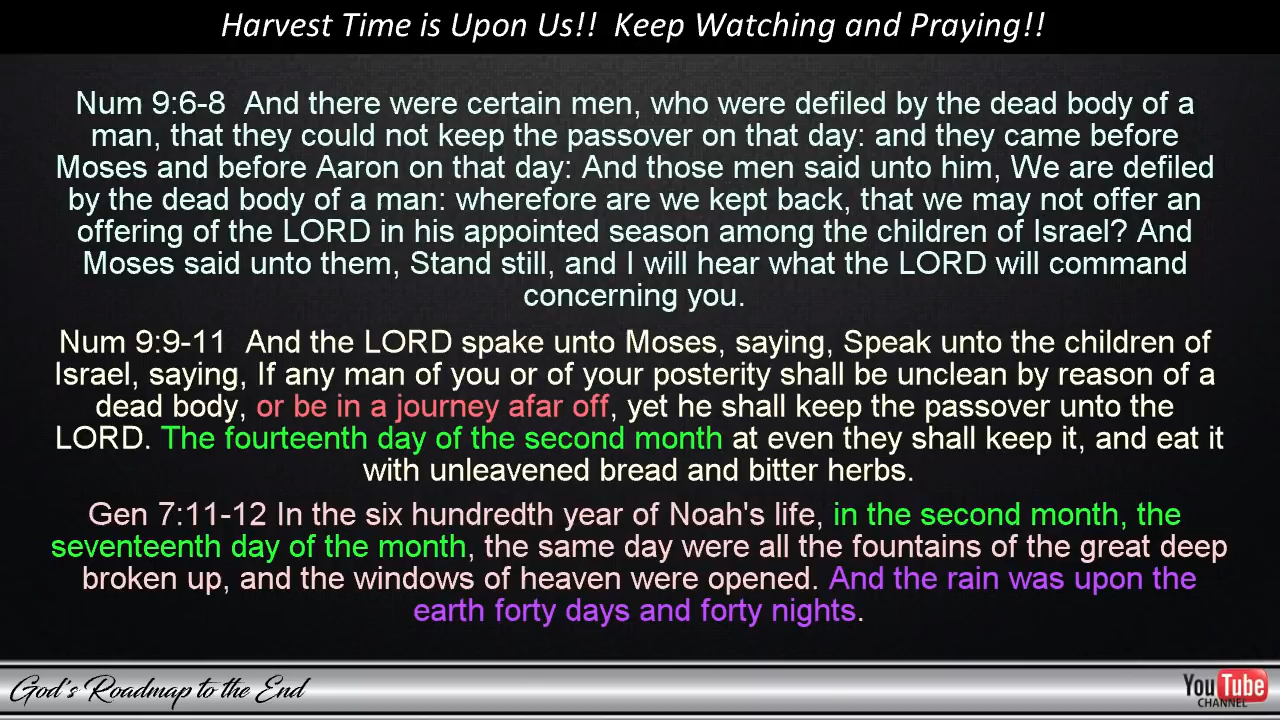 Harvest Time is Upon Us!!  Keep Watching and Praying!!
Num 9:6-8  And there were certain men, who were defiled by the dead body of a
man, that they could not keep the passover on that day: and they came before
Moses and before Aaron on that day: And those men said unto him, We are defiled
by the dead body of a man: wherefore are we kept back, that we may not offer an
offering of the LORD in his appointed season among the children of Israel? And
Moses said unto them, Stand still, and I will hear what the LORD will command
concerning you.
Num 9:9-11  And the LORD spake unto Moses, saying, Speak unto the children of
Israel, saying, If any man of you or of your posterity shall be unclean by reason of a
dead body, or be in a journey afar off, yet he shall keep the passover unto the
LORD. The fourteenth day of the second month at even they shall keep it, and eat it
with unleavened bread and bitter herbs.
Gen 7:11-12 In the six hundredth year of Noah's life, in the second month, the
seventeenth day of the month, the same day were all the fountains of the great deep
broken up, and the windows of heaven were opened. And the rain was upon the
earth forty days and forty nights.
God's Roadmap to the End
YouTube
CHANNEL